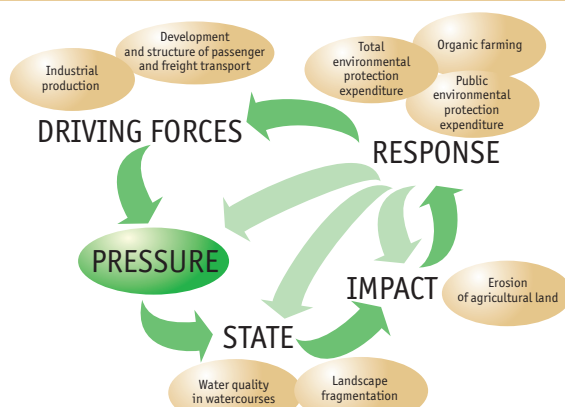 Development
and structure of passenger
and freight transport
Industrial
production
Total
environmental
protection
expenditure
Organic farming
Public
environmental
protection
expenditure
DRIVING FORCES
RESPONSE
PRESSURE
IMPACT
Erosion
of agricultural land
STATE
Water quality
in watercourses
Landscape
fragmentation